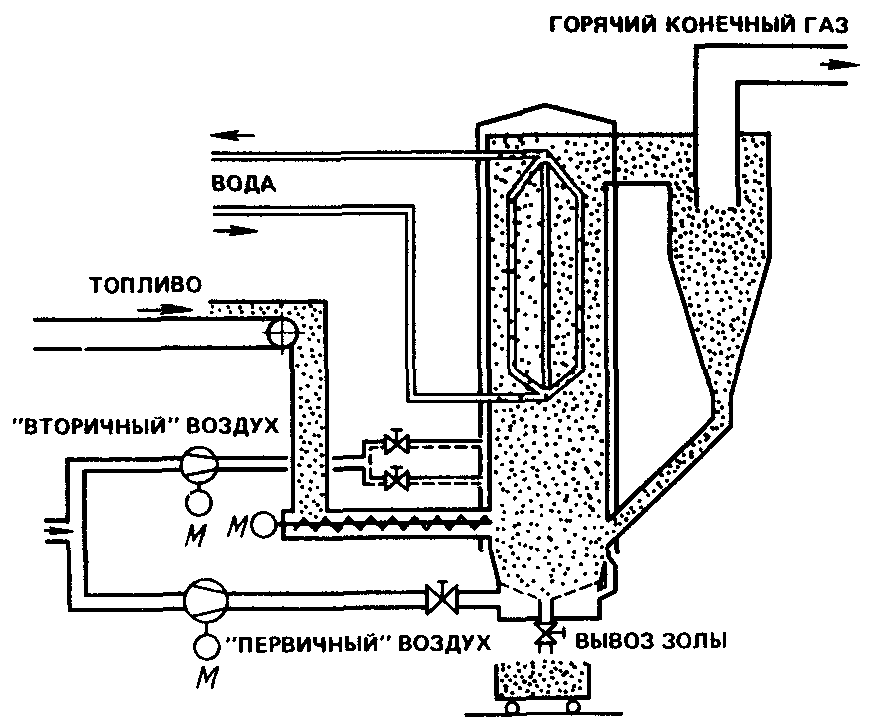 ГОРЯЧИЙ КОНЕЧНЫЙ ГАЗ
ВОДА
ТОПЛИВО
"ВТОРИЧНЫЙ" ВОЗДУХ
М
М
"ПЕРВИЧНЫЙ" ВОЗДУХ
ВЫВОЗ ЗОЛЫ
М